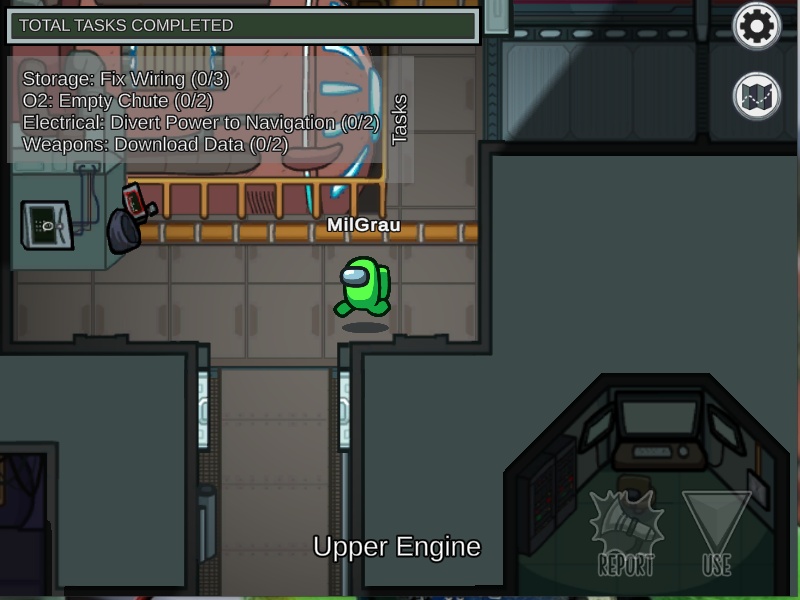 TOTAL TASKS COMPLETED
Storage: Fix Wiring (0/3)
O2: Empty Chute (0/2)
Electrical: Divert Power to Navigation (0/2)
Weapons: Download Data (0/2)
Tasks
MilGrau
Upper Engine
REPORT
USE